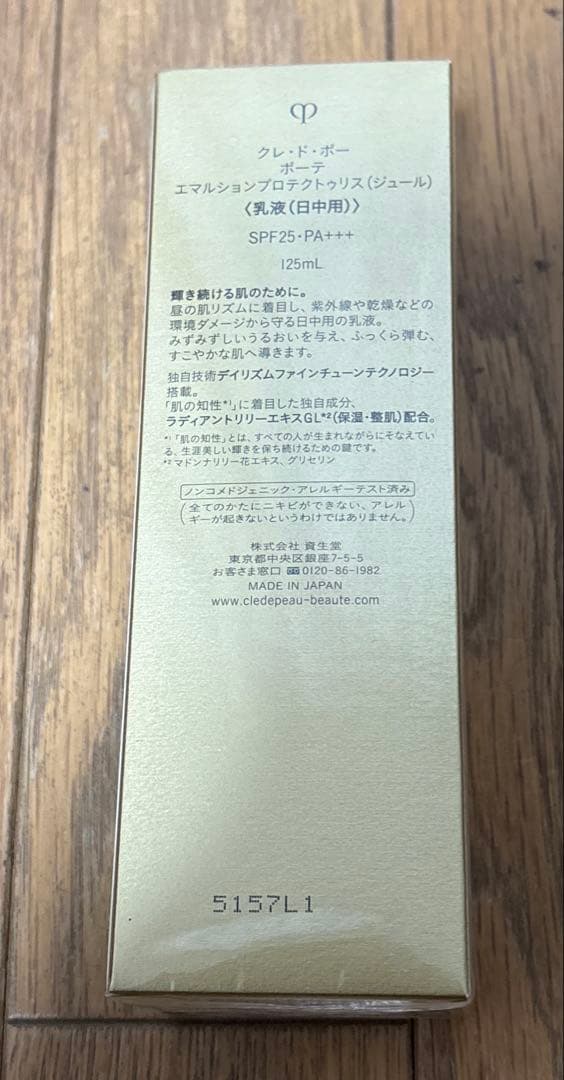 クレ・ド・ポー
ボーテ
エマルションプロテクトゥリス(ジュール)
〈乳液(日中用)〉
SPF25・PA+++
125mL
輝き続ける肌のために。
昼の肌リズムに着目し、紫外線や乾燥などの
環境ダメージから守る日中用の乳液。
みずみずしいうるおいを与え、ふっくら弾む、
すこやかな肌へ導きます。
独自技術デイリズムファインチューンテクノロジー
搭載。
「肌の知性*¹」に着目した独自成分、
ラディアントリリーエキスGL*²(保湿・整肌)配合。
*¹「肌の知性」とは、すべての人が生まれながらにそなえてい
る、生涯美しい輝きを保ち続けるための鍵です。
*² マドンナリリー花エキス、グリセリン
ノンコメドジェニック・アレルギーテスト済み
(全てのかたにニキビができない、アレル
ギーが起きないというわけではありません。)
株式会社 資生堂
東京都中央区銀座7-5-5
お客さま窓口 0120-86-1982
MADE IN JAPAN
www.cledepeau-beaute.com
5157L1